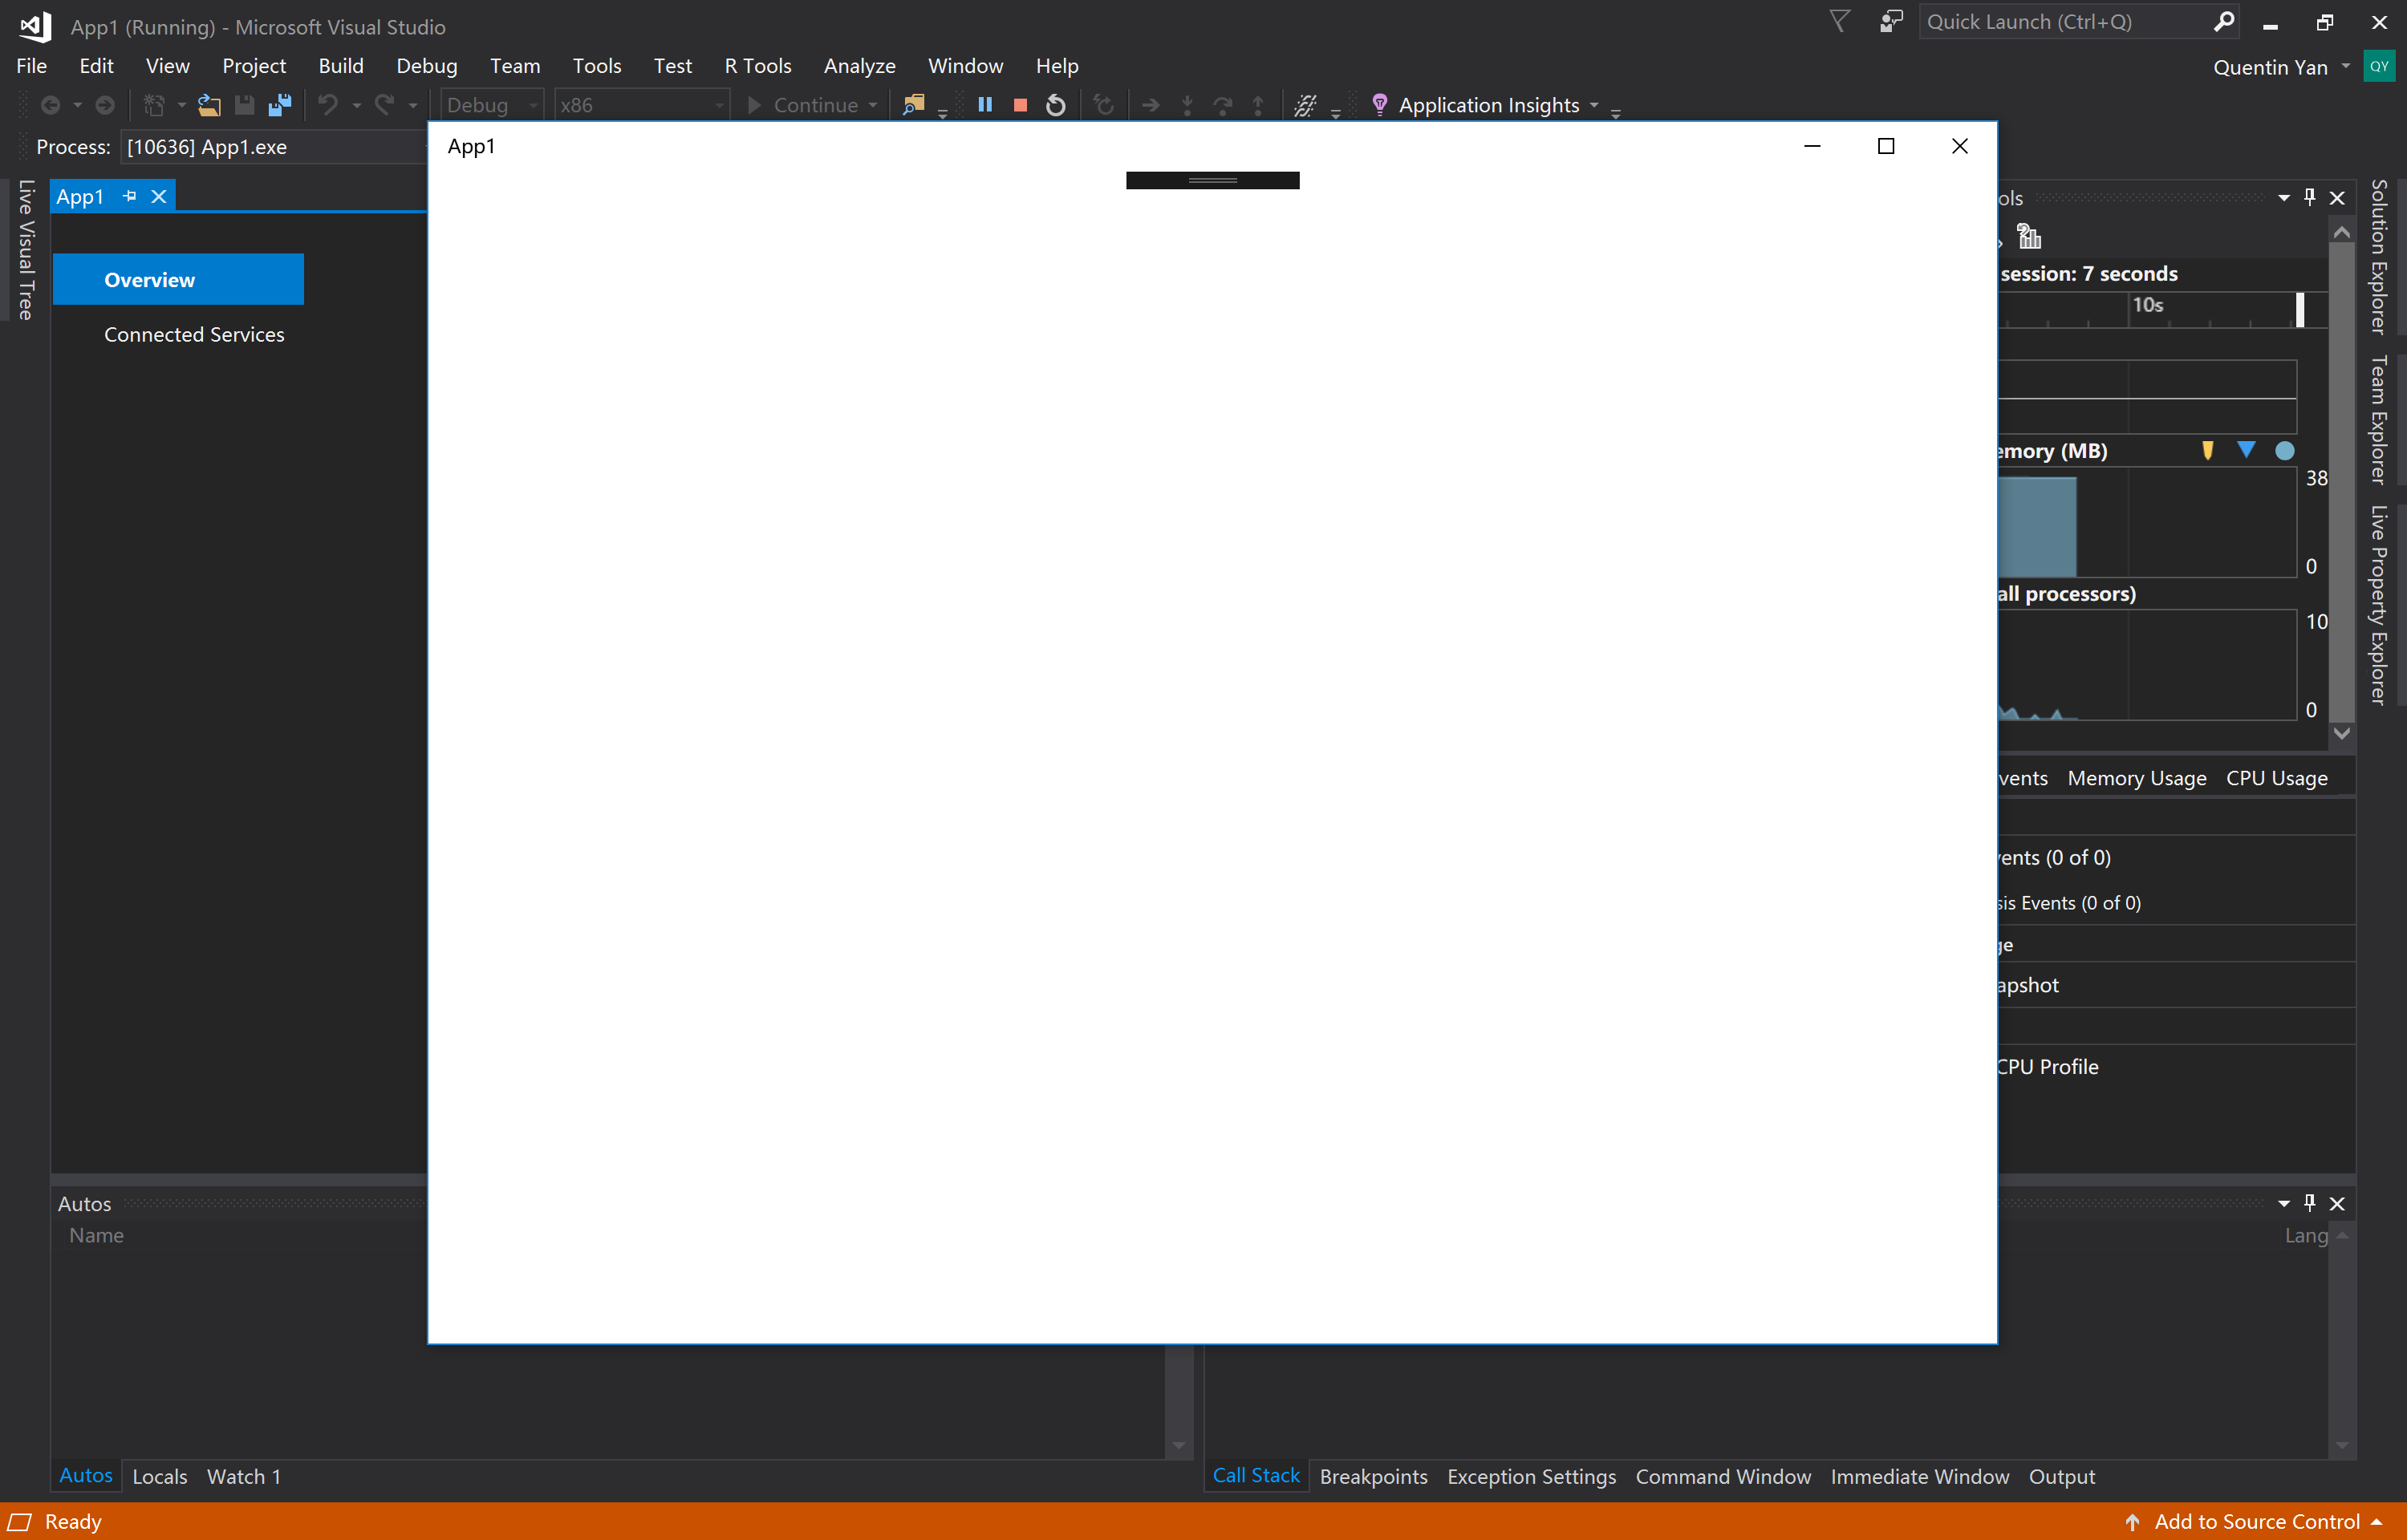 App1 (Running) - Microsoft Visual Studio
Quick Launch (Ctrl+Q)
File Edit View Project Build Debug Team Tools Test R Tools Analyze Window Help
Quentin Yan QY
Debug x86 Continue Application Insights
Process: [10636] App1.exe
App1
Live Visual Tree
App1
Overview
Connected Services
ols
session: 7 seconds
10s
emory (MB)
38
0
all processors)
10
0
vents Memory Usage CPU Usage
ents (0 of 0)
sis Events (0 of 0)
ge
apshot
CPU Profile
Solution Explorer
Team Explorer
Live Property Explorer
Autos
Name
Lang
Autos Locals Watch 1
Call Stack Breakpoints Exception Settings Command Window Immediate Window Output
Ready
Add to Source Control